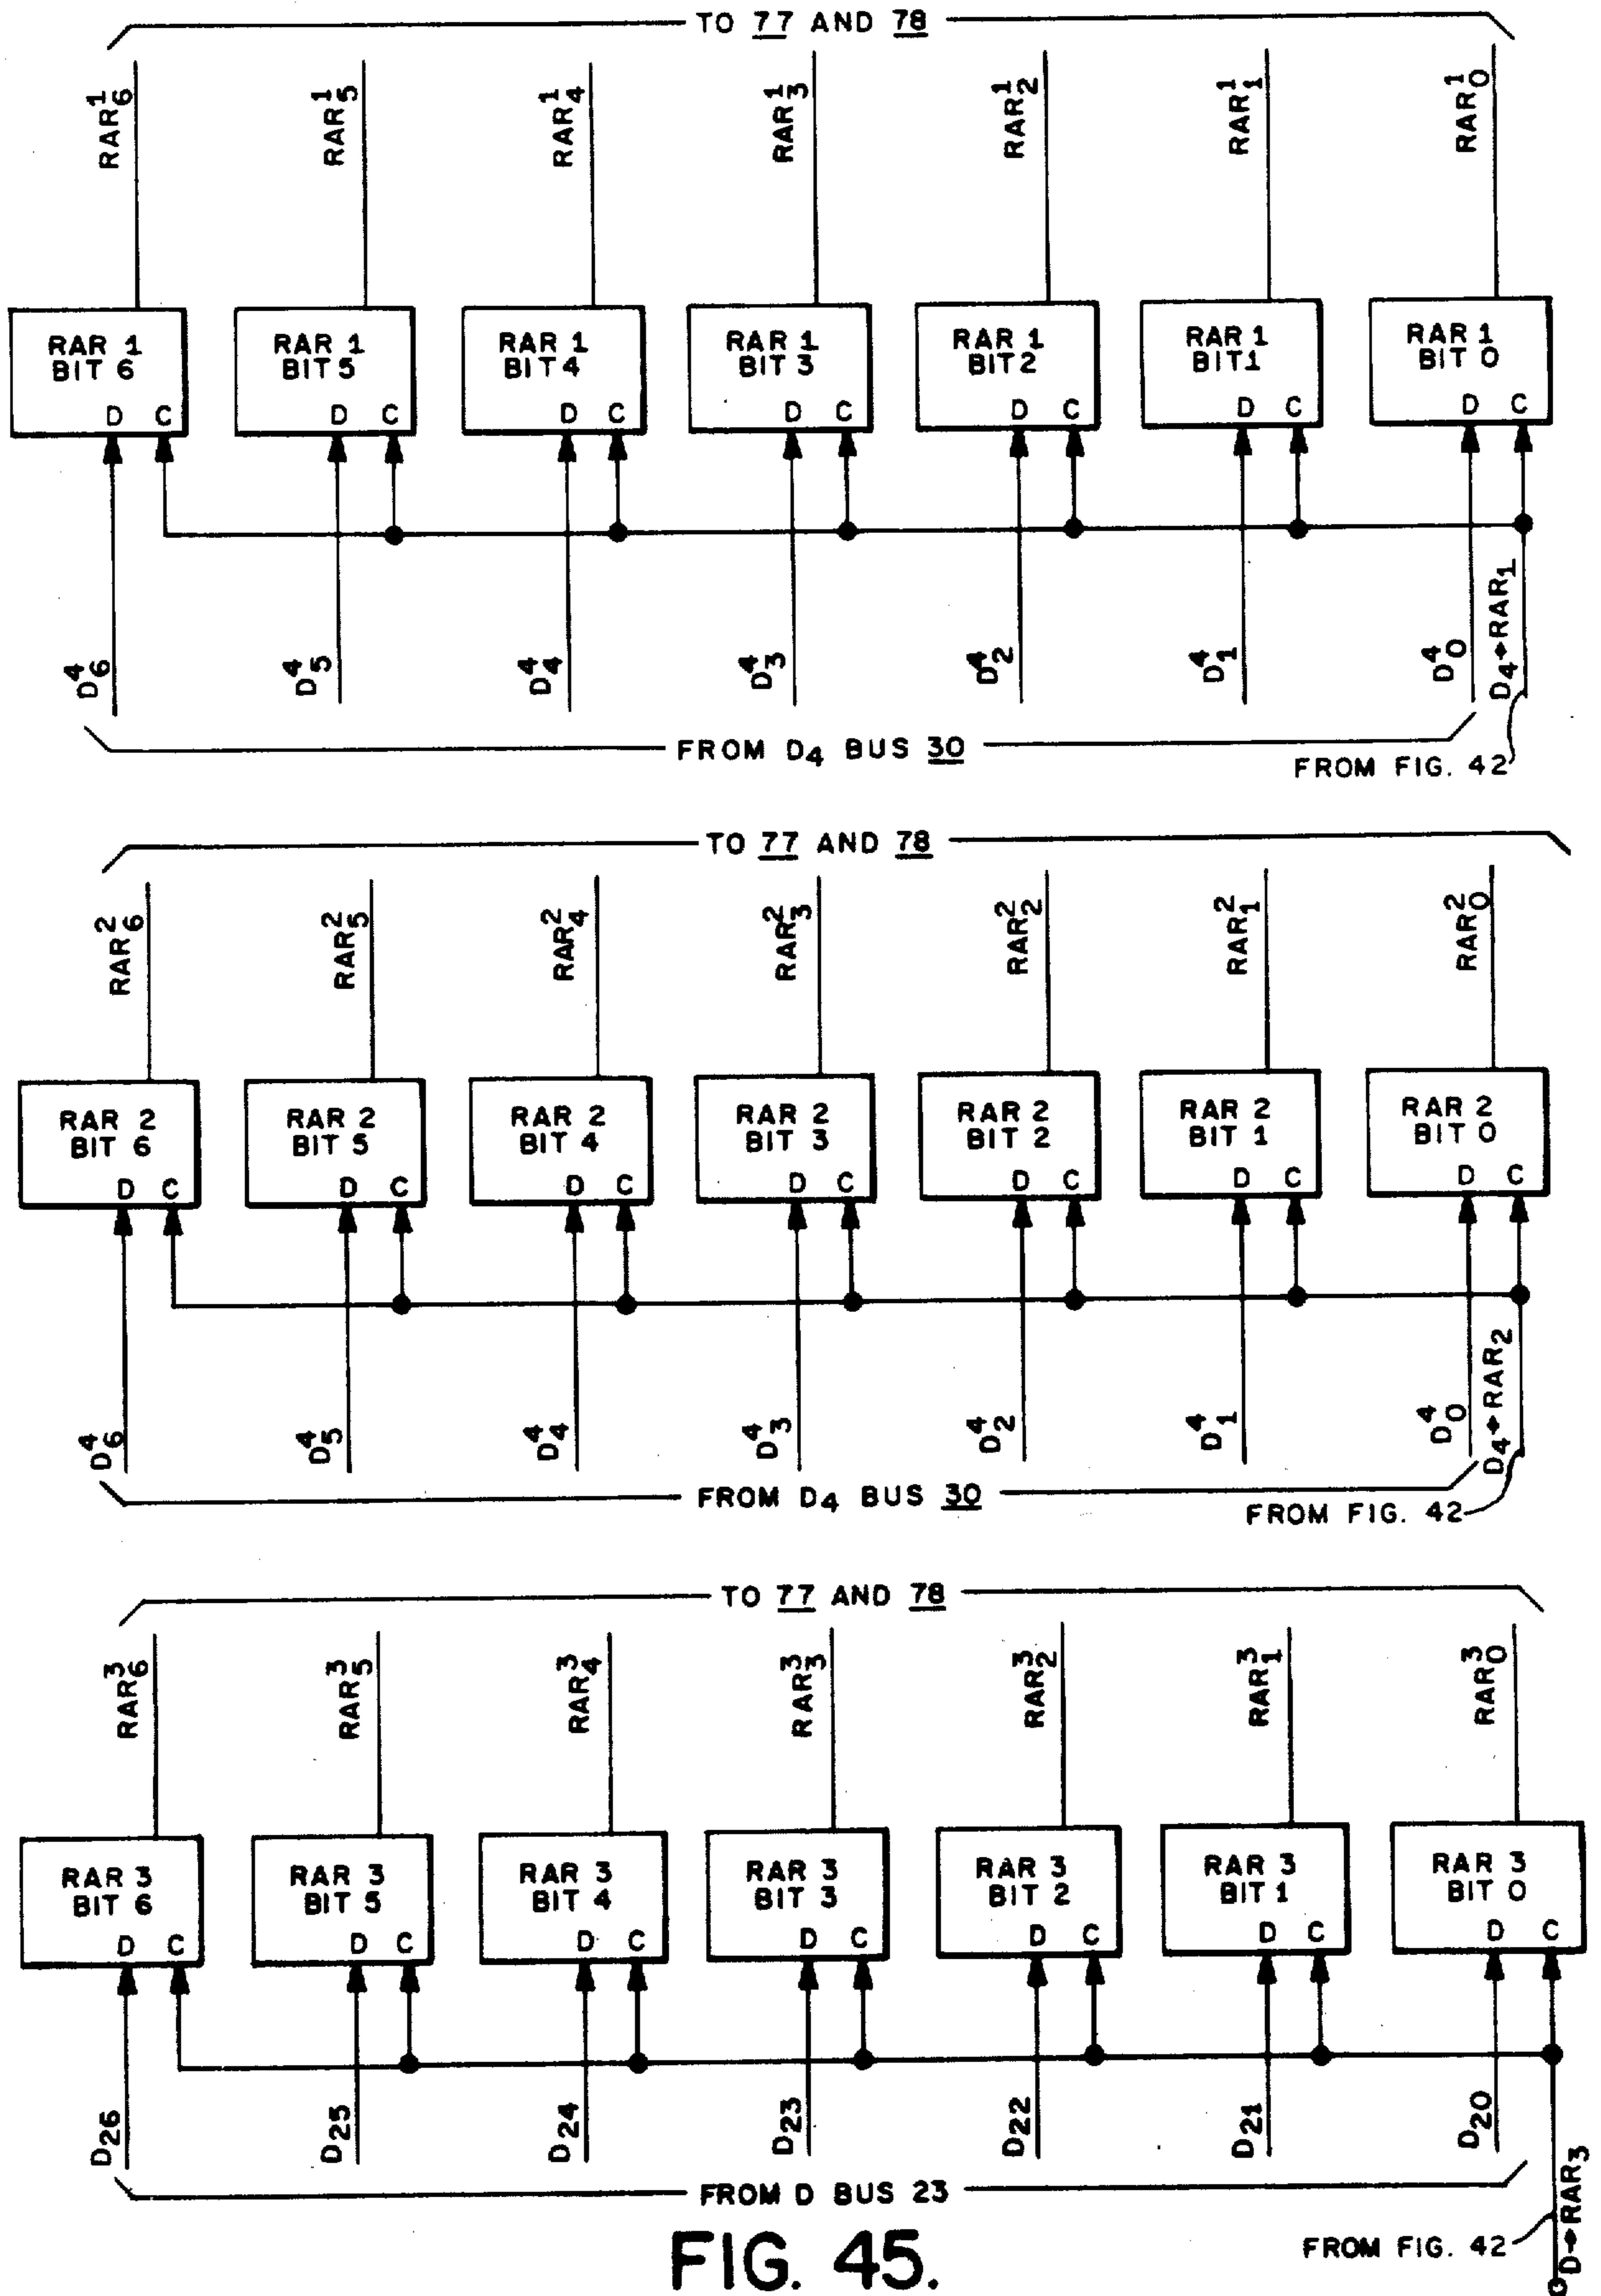 TO 77 AND 78
RAR¹₆ RAR¹₅ RAR¹₄ RAR¹₃ RAR¹₂ RAR¹₁ RAR¹₀
RAR 1 RAR 1 RAR 1 RAR 1 RAR 1 RAR 1 RAR 1
BIT 6 BIT 5 BIT 4 BIT 3 BIT 2 BIT 1 BIT 0
D C D C D C D C D C D C D C
D⁴₆ D⁴₅ D⁴₄ D⁴₃ D⁴₂ D⁴₁ D⁴₀ D₄→RAR₁
FROM D₄ BUS 30
FROM FIG. 42
TO 77 AND 78
RAR²₆ RAR²₅ RAR²₄ RAR²₃ RAR²₂ RAR²₁ RAR²₀
RAR 2 RAR 2 RAR 2 RAR 2 RAR 2 RAR 2 RAR 2
BIT 6 BIT 5 BIT 4 BIT 3 BIT 2 BIT 1 BIT 0
D C D C D C D C D C D C D C
D⁴₆ D⁴₅ D⁴₄ D⁴₃ D⁴₂ D⁴₁ D⁴₀ D₄→RAR₂
FROM D₄ BUS 30
FROM FIG. 42
TO 77 AND 78
RAR³₆ RAR³₅ RAR³₄ RAR³₃ RAR³₂ RAR³₁ RAR³₀
RAR 3 RAR 3 RAR 3 RAR 3 RAR 3 RAR 3 RAR 3
BIT 6 BIT 5 BIT 4 BIT 3 BIT 2 BIT 1 BIT 0
D C D C D C D C D C D C D C
D₂₆ D₂₅ D₂₄ D₂₃ D₂₂ D₂₁ D₂₀ D→RAR₃
FROM D BUS 23
FROM FIG. 42
FIG. 45.